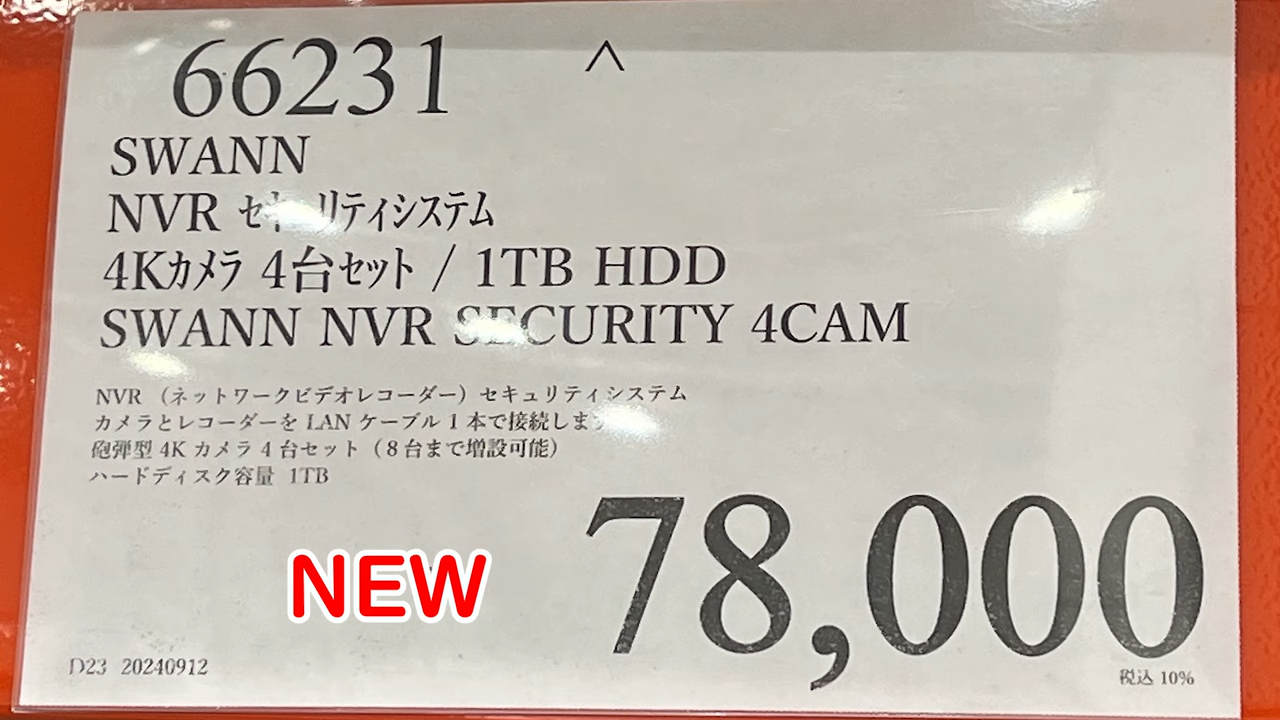 66231 ^
SWANN
NVR セキュリティシステム
4Kカメラ 4台セット / 1TB HDD
SWANN NVR SECURITY 4CAM
NVR （ネットワークビデオレコーダー）セキュリティシステム
カメラとレコーダーを LAN ケーブル 1 本で接続します
砲弾型 4K カメラ 4 台セット（8 台まで増設可能）
ハードディスク容量 1TB
78,000
NEW
D23 20240912
税込 10%